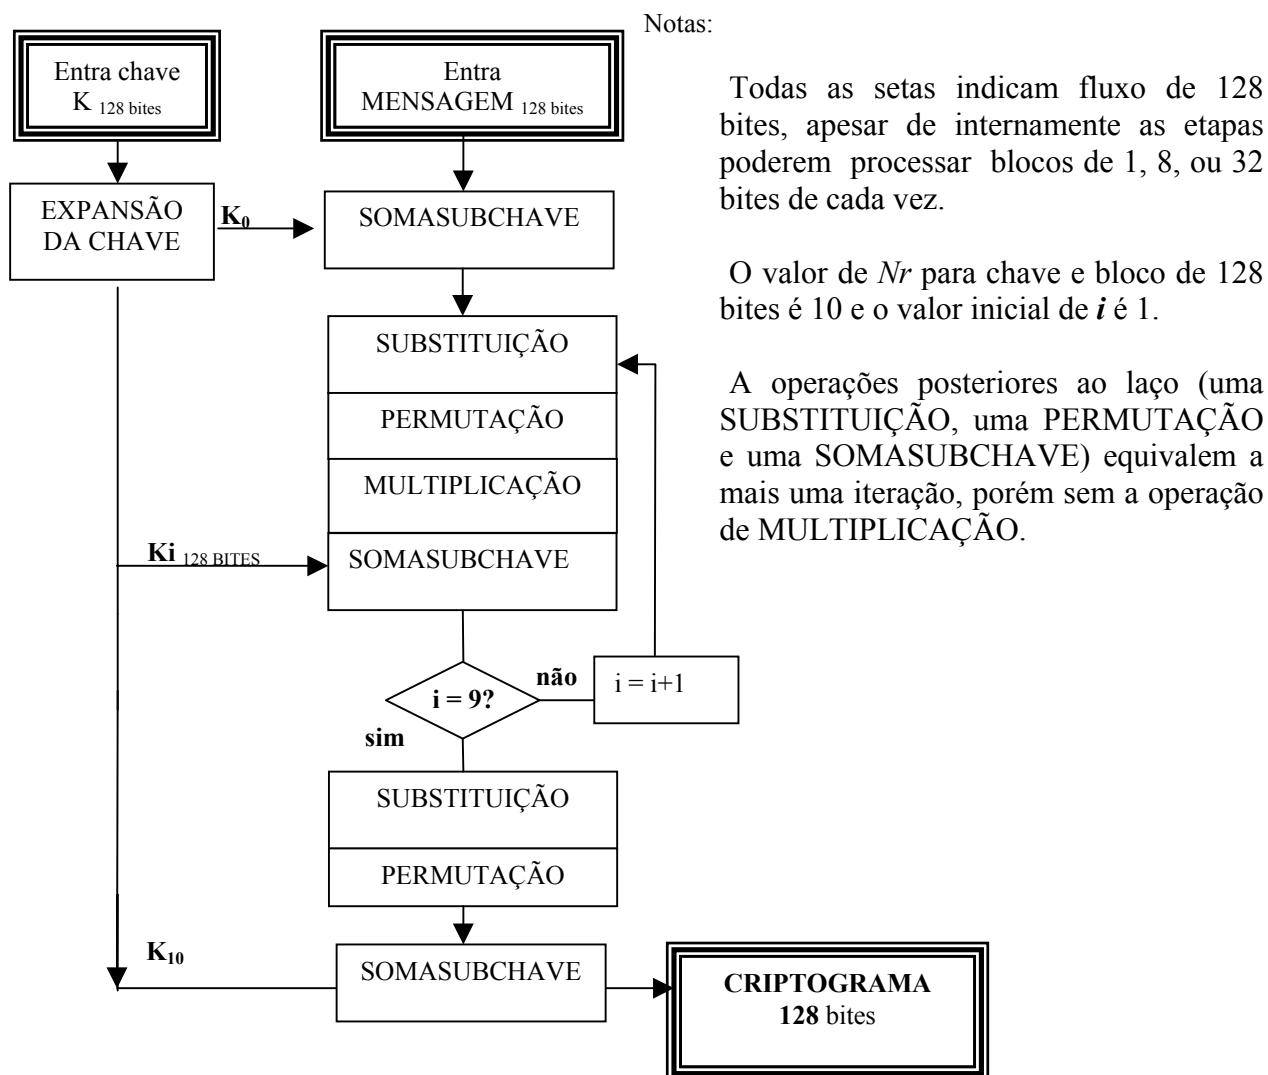 Notas:
Entra chave
K 128 bites
Entra
MENSAGEM 128 bites
EXPANSÃO
DA CHAVE
K0
SOMASUBCHAVE
SUBSTITUIÇÃO
PERMUTAÇÃO
MULTIPLICAÇÃO
Ki 128 BITES
SOMASUBCHAVE
i = 9?
não
i = i+1
sim
SUBSTITUIÇÃO
PERMUTAÇÃO
K10
SOMASUBCHAVE
CRIPTOGRAMA
128 bites
Todas as setas indicam fluxo de 128
bites, apesar de internamente as etapas
poderem processar blocos de 1, 8, ou 32
bites de cada vez.
O valor de Nr para chave e bloco de 128
bites é 10 e o valor inicial de i é 1.
A operações posteriores ao laço (uma
SUBSTITUIÇÃO, uma PERMUTAÇÃO
e uma SOMASUBCHAVE) equivalem a
mais uma iteração, porém sem a operação
de MULTIPLICAÇÃO.